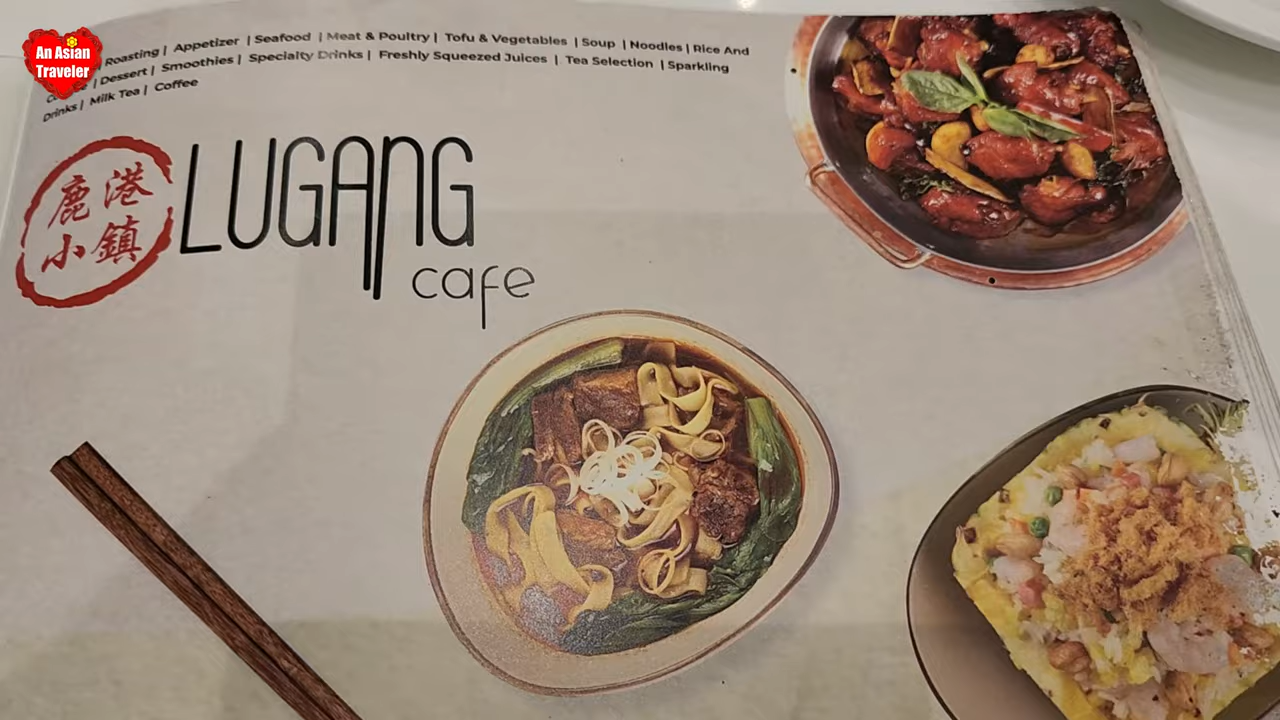 An Asian
Traveler
Roasting | Appetizer | Seafood | Meat & Poultry | Tofu & Vegetables | Soup | Noodles | Rice And
| Dessert | Smoothies | Specialty Drinks | Freshly Squeezed Juices | Tea Selection | Sparkling
Drinks | Milk Tea | Coffee
鹿港
小鎮
LUGANG
cafe